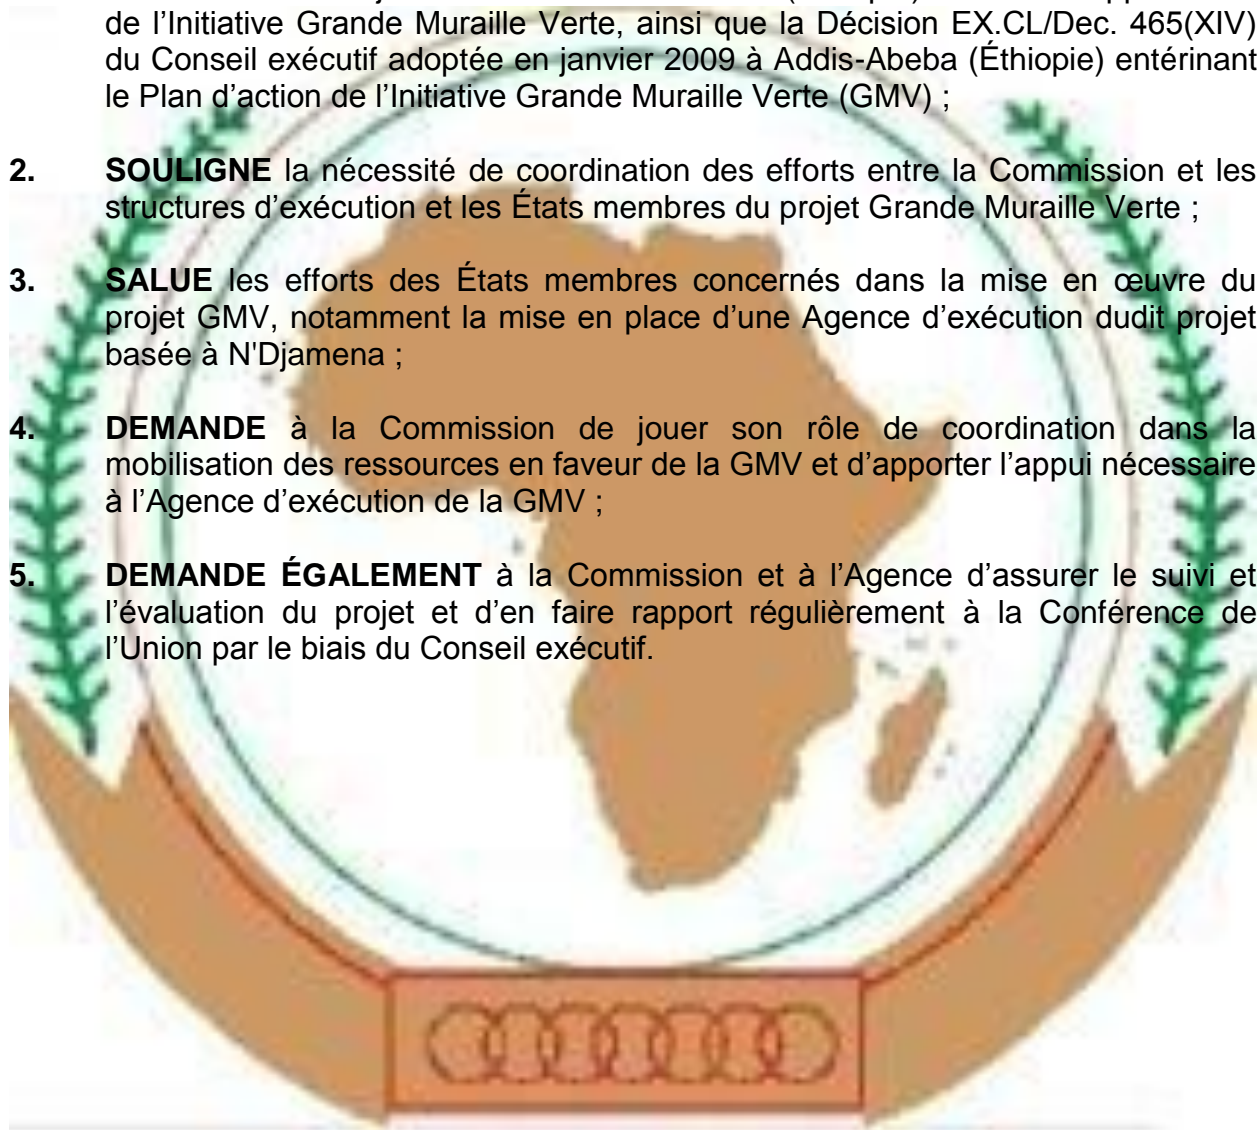 de l’Initiative Grande Muraille Verte, ainsi que la Décision EX.CL/Dec. 465(XIV)
du Conseil exécutif adoptée en janvier 2009 à Addis-Abeba (Éthiopie) entérinant
le Plan d’action de l’Initiative Grande Muraille Verte (GMV) ;
2. SOULIGNE la nécessité de coordination des efforts entre la Commission et les
structures d’exécution et les États membres du projet Grande Muraille Verte ;
3. SALUE les efforts des États membres concernés dans la mise en œuvre du
projet GMV, notamment la mise en place d’une Agence d’exécution dudit projet
basée à N'Djamena ;
4. DEMANDE à la Commission de jouer son rôle de coordination dans la
mobilisation des ressources en faveur de la GMV et d’apporter l’appui nécessaire
à l’Agence d’exécution de la GMV ;
5. DEMANDE ÉGALEMENT à la Commission et à l’Agence d’assurer le suivi et
l’évaluation du projet et d’en faire rapport régulièrement à la Conférence de
l’Union par le biais du Conseil exécutif.